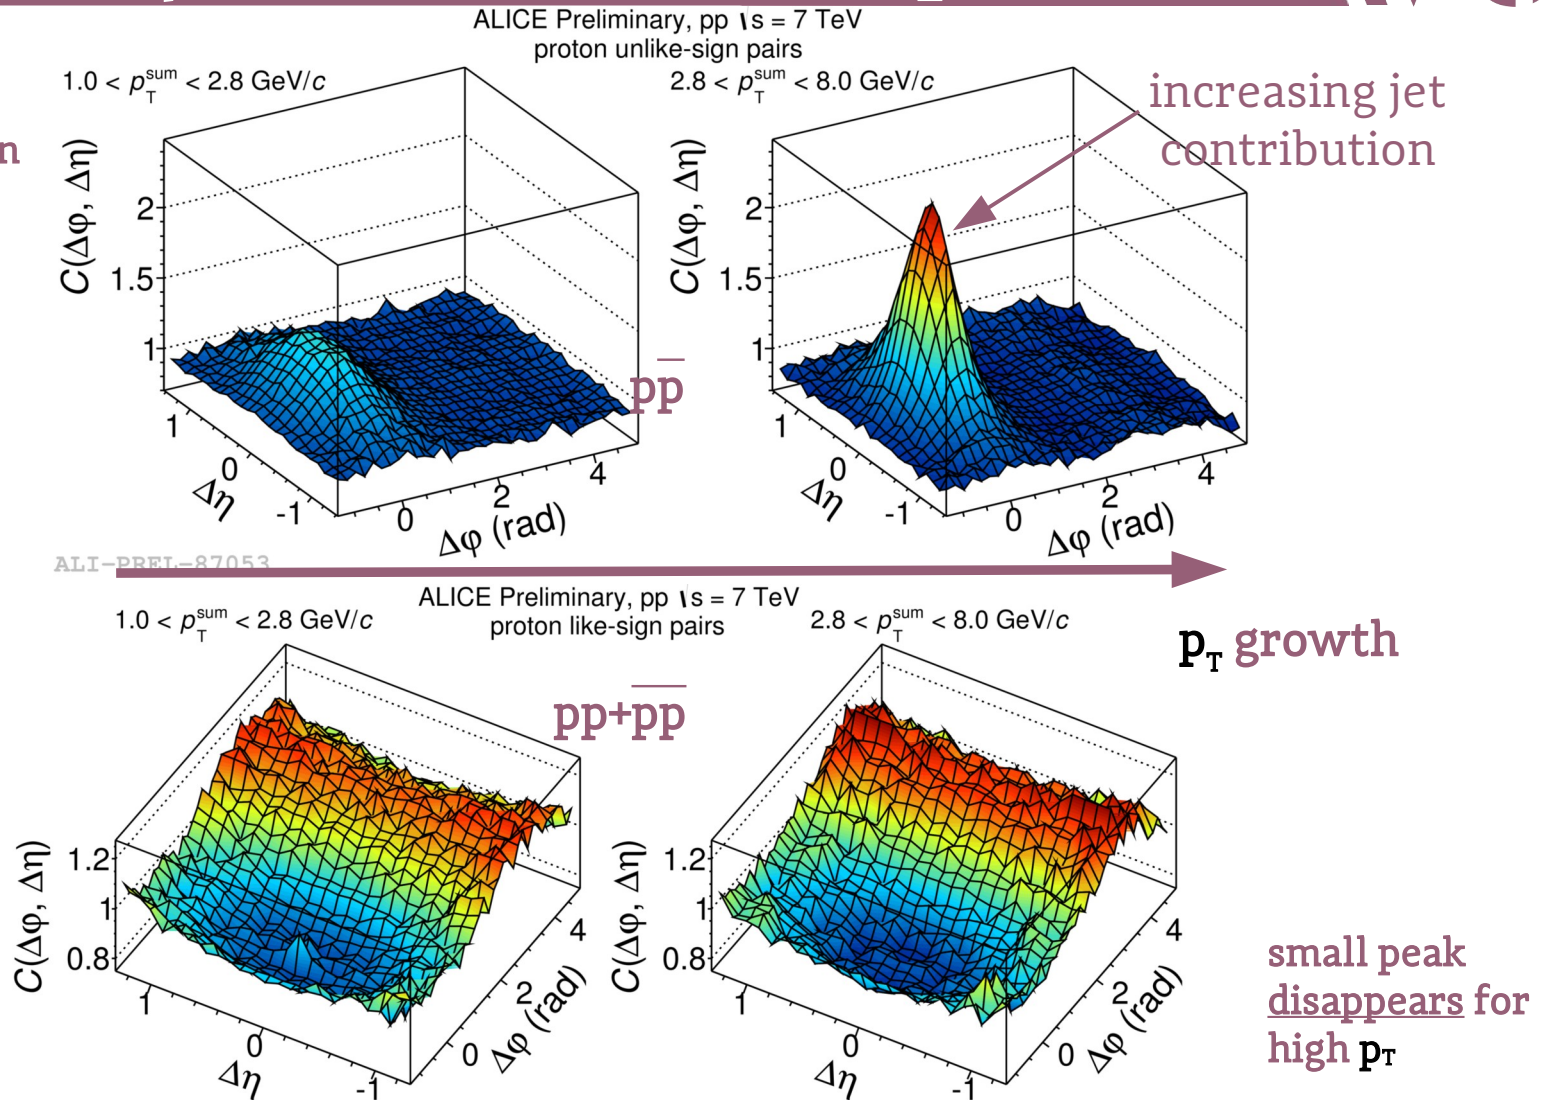 ALICE Preliminary, pp √s = 7 TeV
proton unlike-sign pairs
1.0 < p_T^sum < 2.8 GeV/c
2.8 < p_T^sum < 8.0 GeV/c
increasing jet
contribution
n
C(Δφ, Δη)
2
1.5
1
1
0
-1
Δη
0
2
4
Δφ (rad)
pp̅
C(Δφ, Δη)
2
1.5
1
1
0
-1
Δη
0
2
4
Δφ (rad)
ALI-PREL-87053
ALICE Preliminary, pp √s = 7 TeV
proton like-sign pairs
1.0 < p_T^sum < 2.8 GeV/c
2.8 < p_T^sum < 8.0 GeV/c
p_T growth
pp+p̅p̅
C(Δφ, Δη)
1.2
1
0.8
1
0
-1
Δη
0
2
4
Δφ (rad)
C(Δφ, Δη)
1.2
1
0.8
1
0
-1
Δη
0
2
4
Δφ (rad)
small peak
disappears for
high p_T